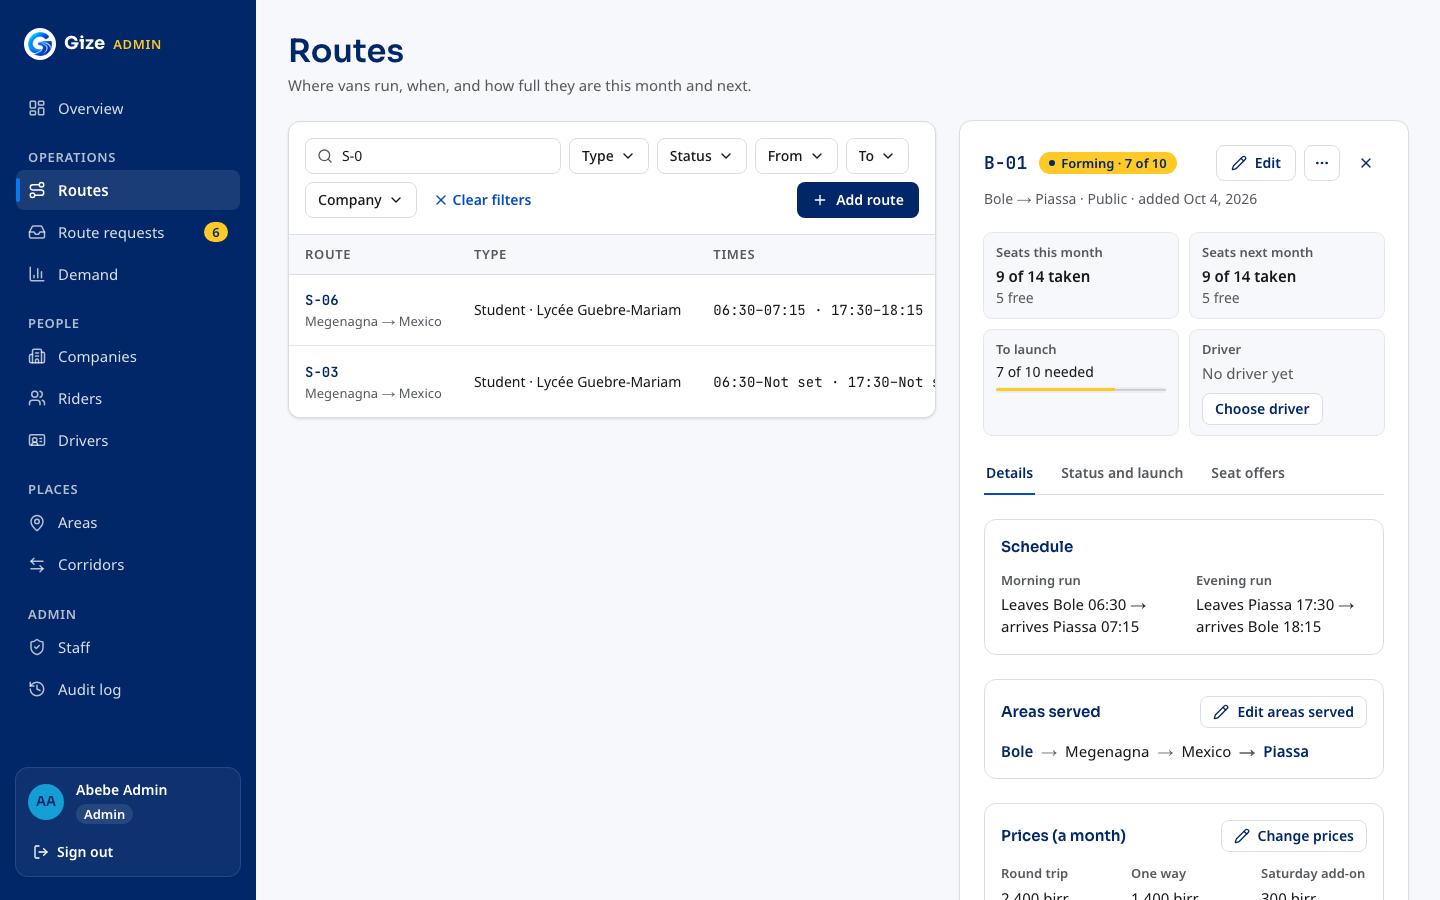 Gize ADMIN
Overview
OPERATIONS
Routes
Route requests 6
Demand
PEOPLE
Companies
Riders
Drivers
PLACES
Areas
Corridors
ADMIN
Staff
Audit log
AA
Abebe Admin
Admin
Sign out
Routes
Where vans run, when, and how full they are this month and next.
S-0
Type
Status
From
To
Company
Clear filters
Add route
ROUTE TYPE TIMES
S-06
Megenagna → Mexico
Student · Lycée Guebre-Mariam
06:30–07:15 · 17:30–18:15
S-03
Megenagna → Mexico
Student · Lycée Guebre-Mariam
06:30–Not set · 17:30–Not
B-01
Forming · 7 of 10
Edit
Bole → Piassa · Public · added Oct 4, 2026
Seats this month
9 of 14 taken
5 free
Seats next month
9 of 14 taken
5 free
To launch
7 of 10 needed
Driver
No driver yet
Choose driver
Details
Status and launch
Seat offers
Schedule
Morning run
Leaves Bole 06:30 →
arrives Piassa 07:15
Evening run
Leaves Piassa 17:30 →
arrives Bole 18:15
Areas served
Edit areas served
Bole → Megenagna → Mexico → Piassa
Prices (a month)
Change prices
Round trip
2,400 birr
One way
1,400 birr
Saturday add-on
300 birr